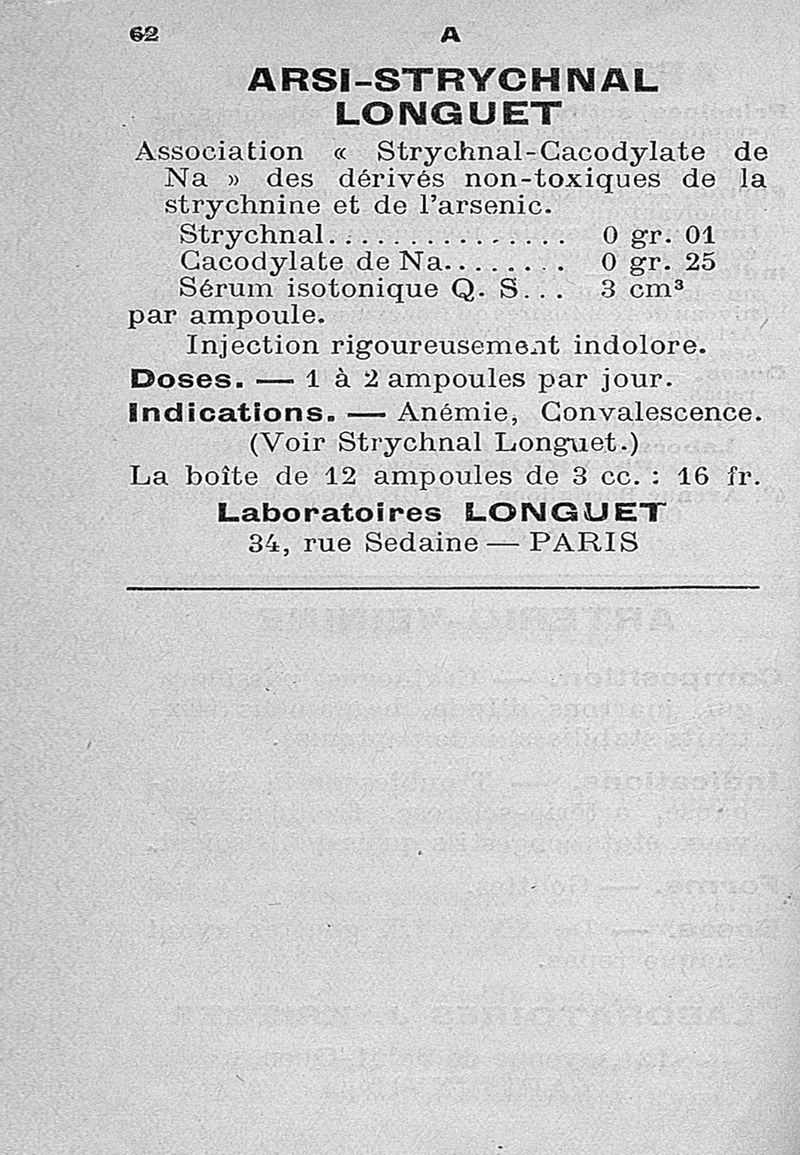 62 A
ARSI-STRYCHNAL
LONGUET
Association « Strychnal-Cacodylate de
Na » des dérivés non-toxiques de la
strychnine et de l'arsenic.
Strychnal................ 0 gr. 01
Cacodylate de Na........ 0 gr. 25
Sérum isotonique Q. S... 3 cm³
par ampoule.
Injection rigoureusement indolore.
Doses. — 1 à 2 ampoules par jour.
Indications. — Anémie, Convalescence.
(Voir Strychnal Longuet.)
La boîte de 12 ampoules de 3 cc. : 16 fr.
Laboratoires LONGUET
34, rue Sedaine — PARIS